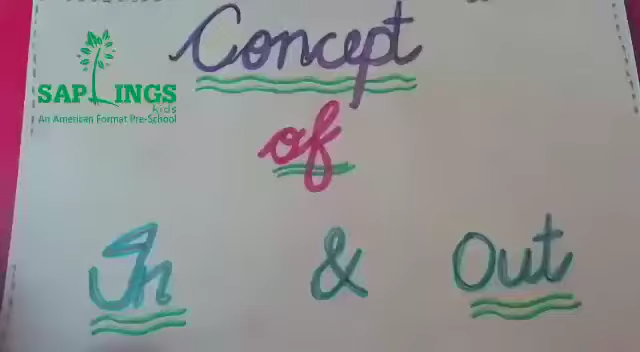 Concept
SAPLINGS
kids
An American Format Pre-School
of
In & Out